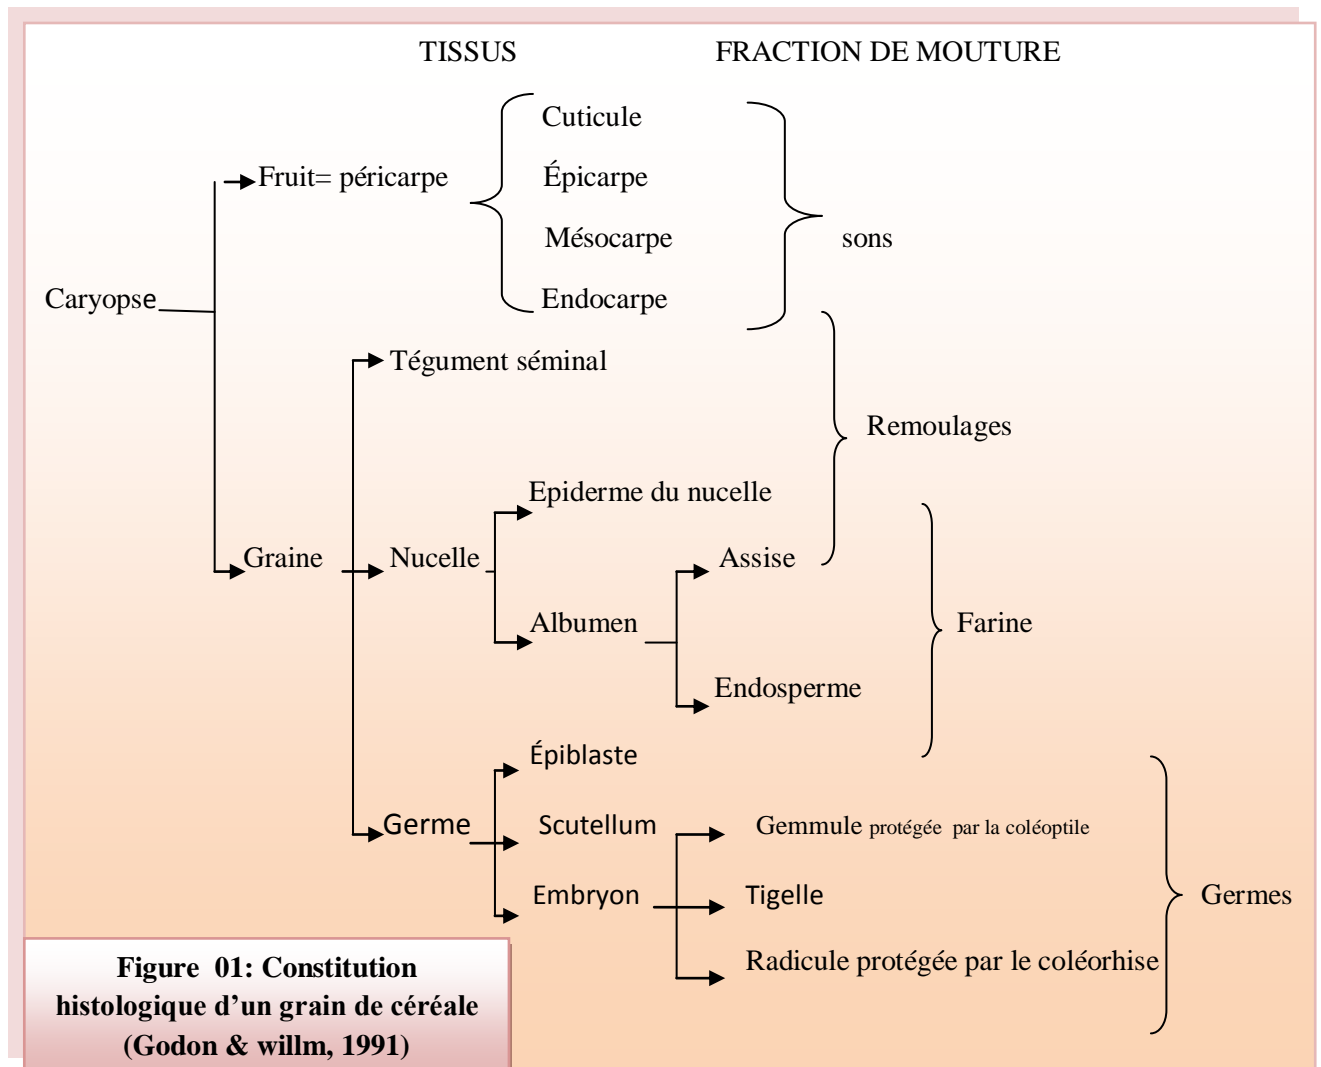 TISSUS FRACTION DE MOUTURE
Cuticule
Fruit= péricarpe Épicarpe
Mésocarpe sons
Caryopse Endocarpe
Tégument séminal
Remoulages
Epiderme du nucelle
Graine Nucelle Assise
Albumen Farine
Endosperme
Épiblaste
Germe Scutellum Gemmule protégée par la coléoptile
Embryon Tigelle Germes
Radicule protégée par le coléorhise
Figure 01: Constitution
histologique d’un grain de céréale
(Godon & willm, 1991)